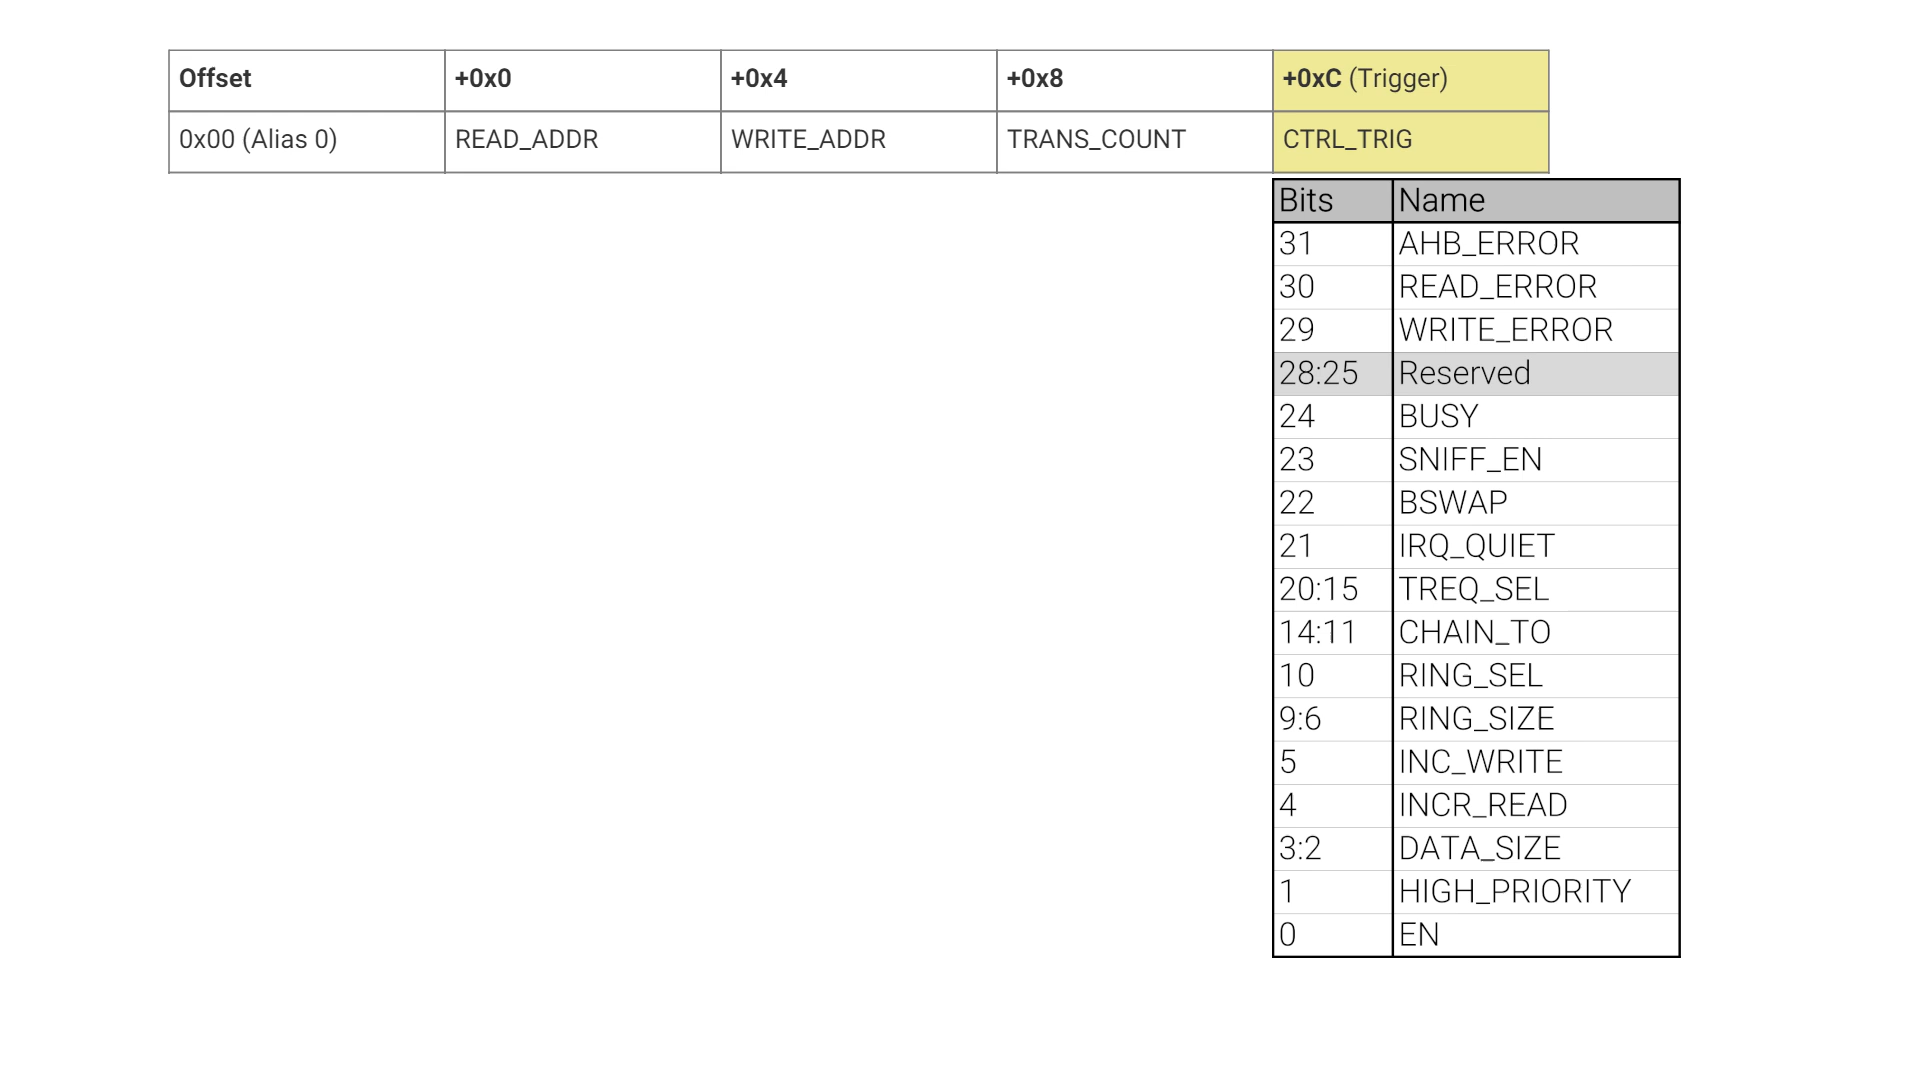 Offset +0x0 +0x4 +0x8 +0xC (Trigger)
0x00 (Alias 0) READ_ADDR WRITE_ADDR TRANS_COUNT CTRL_TRIG
Bits Name
31 AHB_ERROR
30 READ_ERROR
29 WRITE_ERROR
28:25 Reserved
24 BUSY
23 SNIFF_EN
22 BSWAP
21 IRQ_QUIET
20:15 TREQ_SEL
14:11 CHAIN_TO
10 RING_SEL
9:6 RING_SIZE
5 INC_WRITE
4 INCR_READ
3:2 DATA_SIZE
1 HIGH_PRIORITY
0 EN